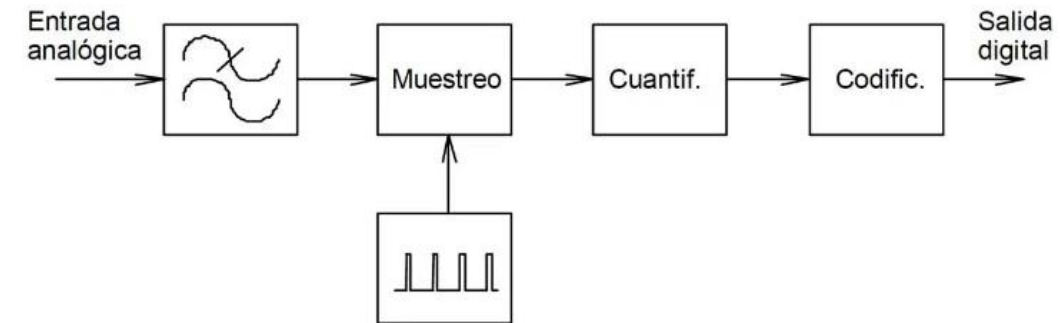 Entrada
analógica
Muestreo
Cuantif.
Codific.
Salida
digital